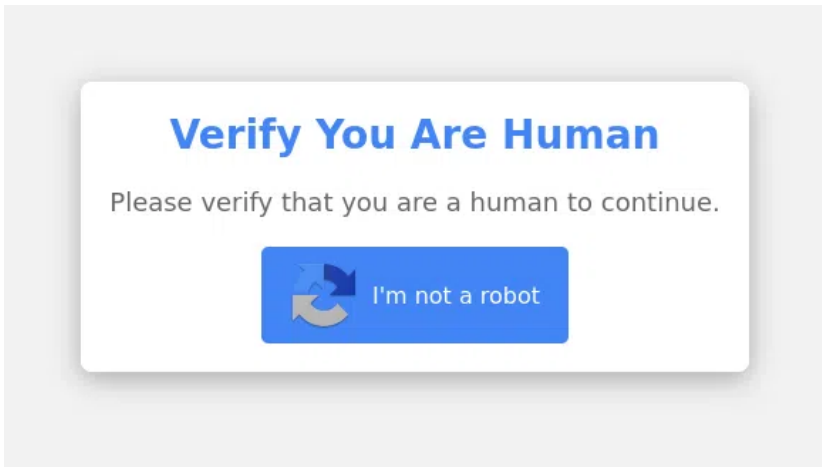 Verify You Are Human
Please verify that you are a human to continue.
I'm not a robot